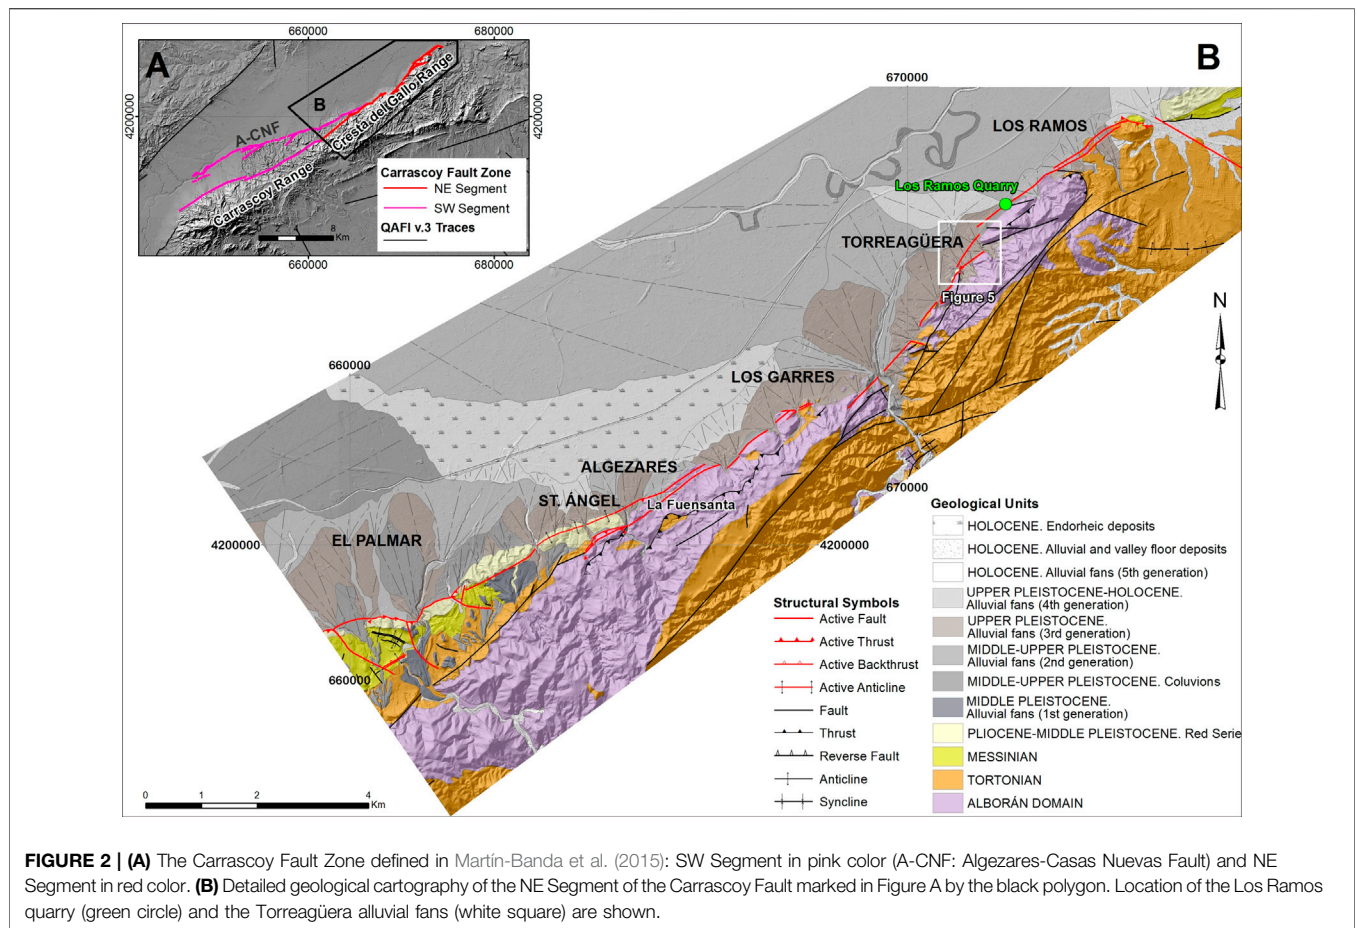 660000
680000
A
B
4200000
4200000
A-CNF
Cresta del Gallo Range
Carrascoy Range
Carrascoy Fault Zone
NE Segment
SW Segment
QAFI v.3 Traces
0 2 4 8
Km
660000
680000
B
670000
LOS RAMOS
Los Ramos Quarry
TORREAGÜERA
Figure 5
N
660000
LOS GARRES
ALGEZARES
ST. ÁNGEL
La Fuensanta
670000
EL PALMAR
4200000
4200000
660000
Structural Symbols
Active Fault
Active Thrust
Active Backthrust
Active Anticline
Fault
Thrust
Reverse Fault
Anticline
Syncline
Geological Units
HOLOCENE. Endorheic deposits
HOLOCENE. Alluvial and valley floor deposits
HOLOCENE. Alluvial fans (5th generation)
UPPER PLEISTOCENE-HOLOCENE.
Alluvial fans (4th generation)
UPPER PLEISTOCENE.
Alluvial fans (3rd generation)
MIDDLE-UPPER PLEISTOCENE.
Alluvial fans (2nd generation)
MIDDLE-UPPER PLEISTOCENE. Coluvions
MIDDLE PLEISTOCENE.
Alluvial fans (1st generation)
PLIOCENE-MIDDLE PLEISTOCENE. Red Serie
MESSINIAN
TORTONIAN
ALBORÁN DOMAIN
0 1 2 4
Km
FIGURE 2 | (A) The Carrascoy Fault Zone defined in Martín-Banda et al. (2015): SW Segment in pink color (A-CNF: Algezares-Casas Nuevas Fault) and NE
Segment in red color. (B) Detailed geological cartography of the NE Segment of the Carrascoy Fault marked in Figure A by the black polygon. Location of the Los Ramos
quarry (green circle) and the Torreagüera alluvial fans (white square) are shown.